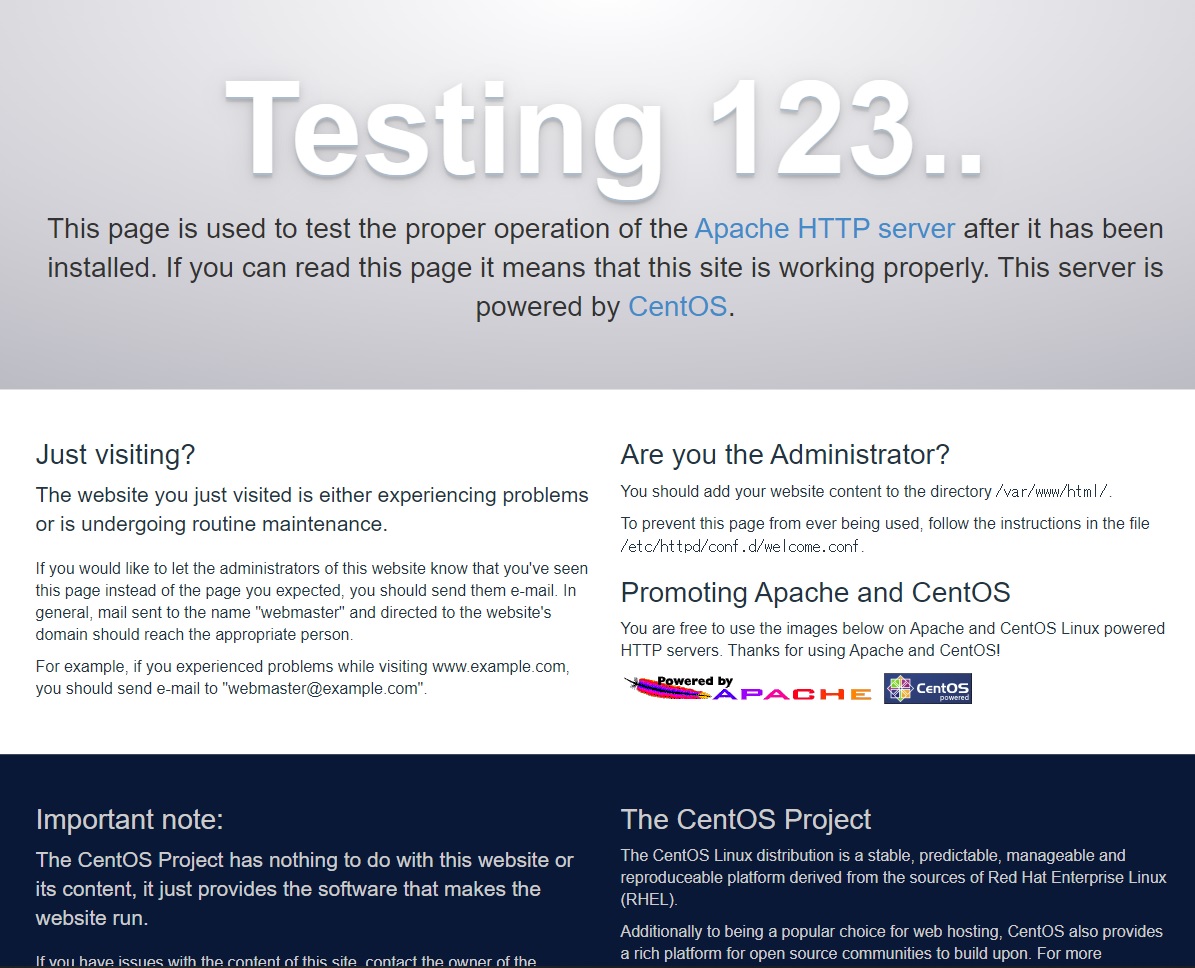 Testing 123..
This page is used to test the proper operation of the Apache HTTP server after it has been
installed. If you can read this page it means that this site is working properly. This server is
powered by CentOS.
Just visiting?
The website you just visited is either experiencing problems
or is undergoing routine maintenance.
If you would like to let the administrators of this website know that you've seen
this page instead of the page you expected, you should send them e-mail. In
general, mail sent to the name "webmaster" and directed to the website's
domain should reach the appropriate person.
For example, if you experienced problems while visiting www.example.com,
you should send e-mail to "webmaster@example.com".
Are you the Administrator?
You should add your website content to the directory /var/www/html/.
To prevent this page from ever being used, follow the instructions in the file
/etc/httpd/conf.d/welcome.conf.
Promoting Apache and CentOS
You are free to use the images below on Apache and CentOS Linux powered
HTTP servers. Thanks for using Apache and CentOS!
Powered by
APACHE
CentOS
powered
Important note:
The CentOS Project has nothing to do with this website or
its content, it just provides the software that makes the
website run.
If you have issues with the content of this site, contact the owner of the
The CentOS Project
The CentOS Linux distribution is a stable, predictable, manageable and
reproduceable platform derived from the sources of Red Hat Enterprise Linux
(RHEL).
Additionally to being a popular choice for web hosting, CentOS also provides
a rich platform for open source communities to build upon. For more